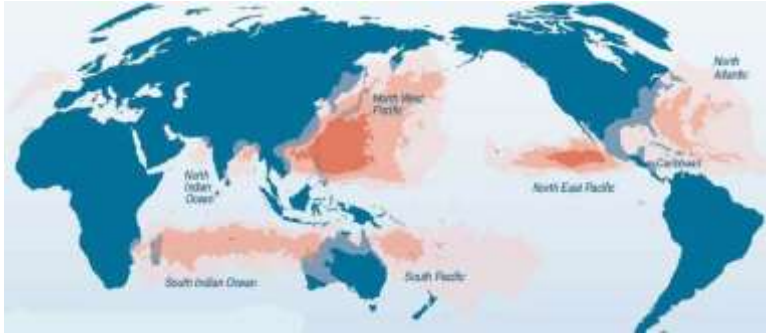 North
Atlantic
North West
Pacific
Caribbean
North
Indian
Ocean
North East Pacific
South Indian Ocean
South Pacific